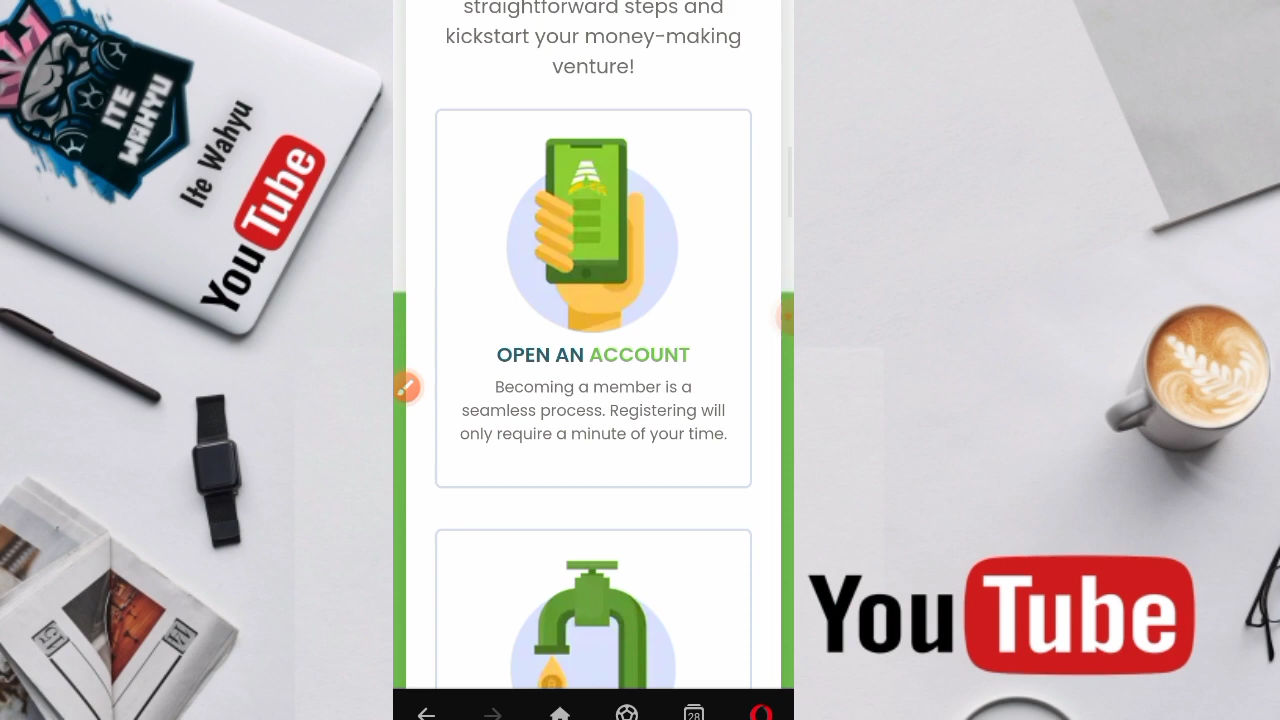 ITE
WAHYU
Ite Wahyu
YouTube
straightforward steps and
kickstart your money-making
venture!
OPEN AN ACCOUNT
Becoming a member is a
seamless process. Registering will
only require a minute of your time.
28
YouTube